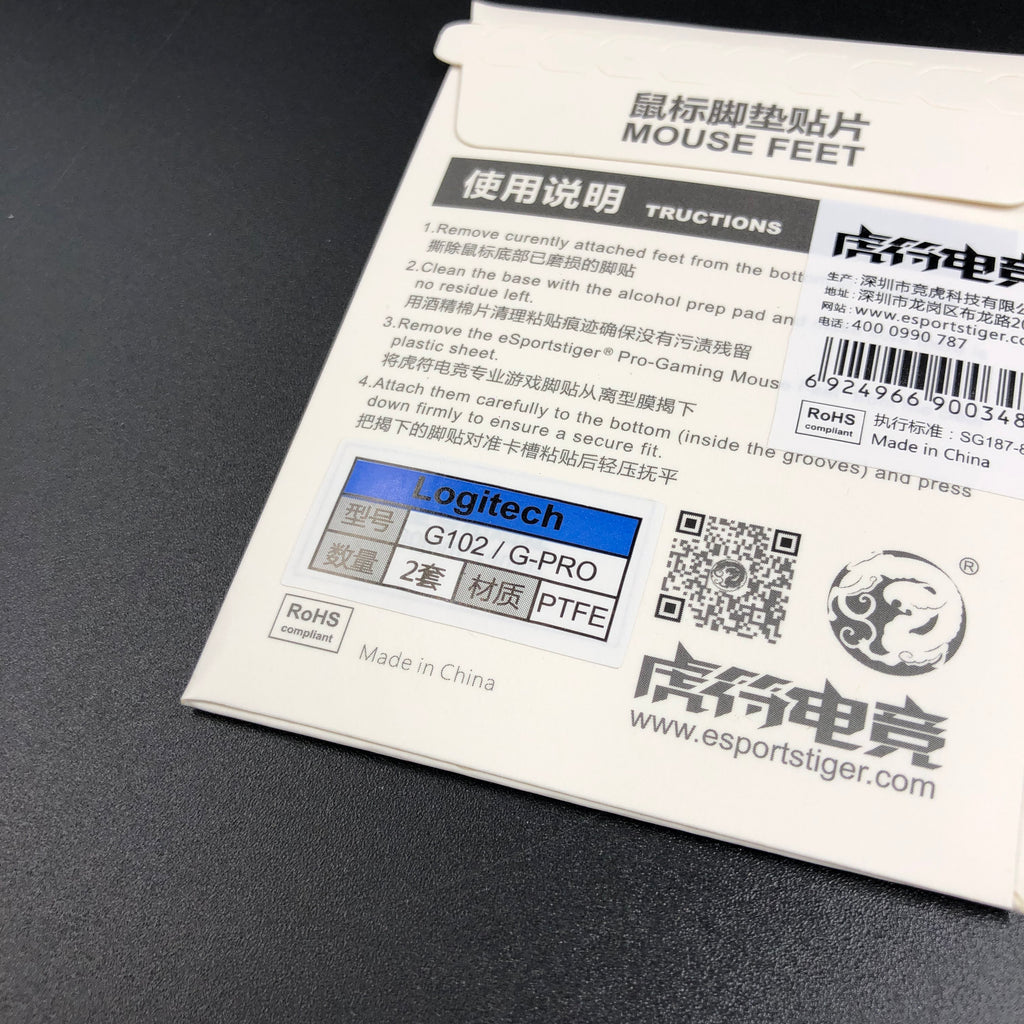 鼠标脚垫贴片
MOUSE FEET
使用说明 TRUCTIONS
1.Remove curently attached feet from the bott
撕除鼠标底部已磨损的脚贴
2.Clean the base with the alcohol prep pad and
no residue left.
用酒精棉片清理粘贴痕迹确保没有污渍残留
3.Remove the eSportstiger® Pro-Gaming Mous
plastic sheet.
将虎符电竞专业游戏脚贴从离型膜揭下
4.Attach them carefully to the bottom (inside the grooves) and press
down firmly to ensure a secure fit.
把揭下的脚贴对准卡槽粘贴后轻压抚平
虎符电竞
生产：深圳市竞虎科技有限公
地址：深圳市龙岗区布龙路20
网站：www.esportstiger.co
电话：400 0990 787
6 924966 900348
RoHS
compliant
执行标准：SG187-8
Made in China
Logitech
型号 G102 / G-PRO
数量 2套 材质 PTFE
RoHS
compliant
Made in China
®
虎符电竞
www.esportstiger.com